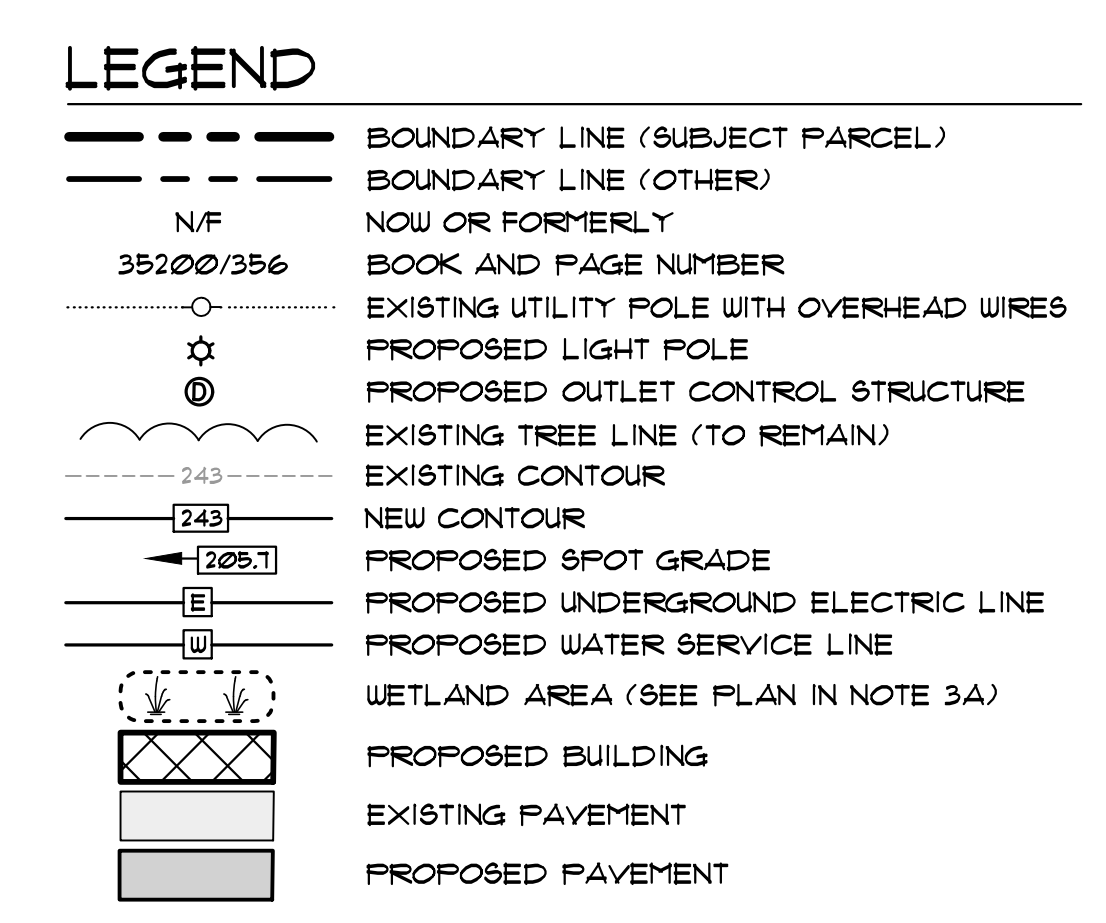 LEGEND
BOUNDARY LINE (SUBJECT PARCEL)
BOUNDARY LINE (OTHER)
N/F NOW OR FORMERLY
35200/356 BOOK AND PAGE NUMBER
EXISTING UTILITY POLE WITH OVERHEAD WIRES
PROPOSED LIGHT POLE
D PROPOSED OUTLET CONTROL STRUCTURE
EXISTING TREE LINE (TO REMAIN)
243 EXISTING CONTOUR
243 NEW CONTOUR
205.7 PROPOSED SPOT GRADE
E PROPOSED UNDERGROUND ELECTRIC LINE
W PROPOSED WATER SERVICE LINE
WETLAND AREA (SEE PLAN IN NOTE 3A)
PROPOSED BUILDING
EXISTING PAVEMENT
PROPOSED PAVEMENT